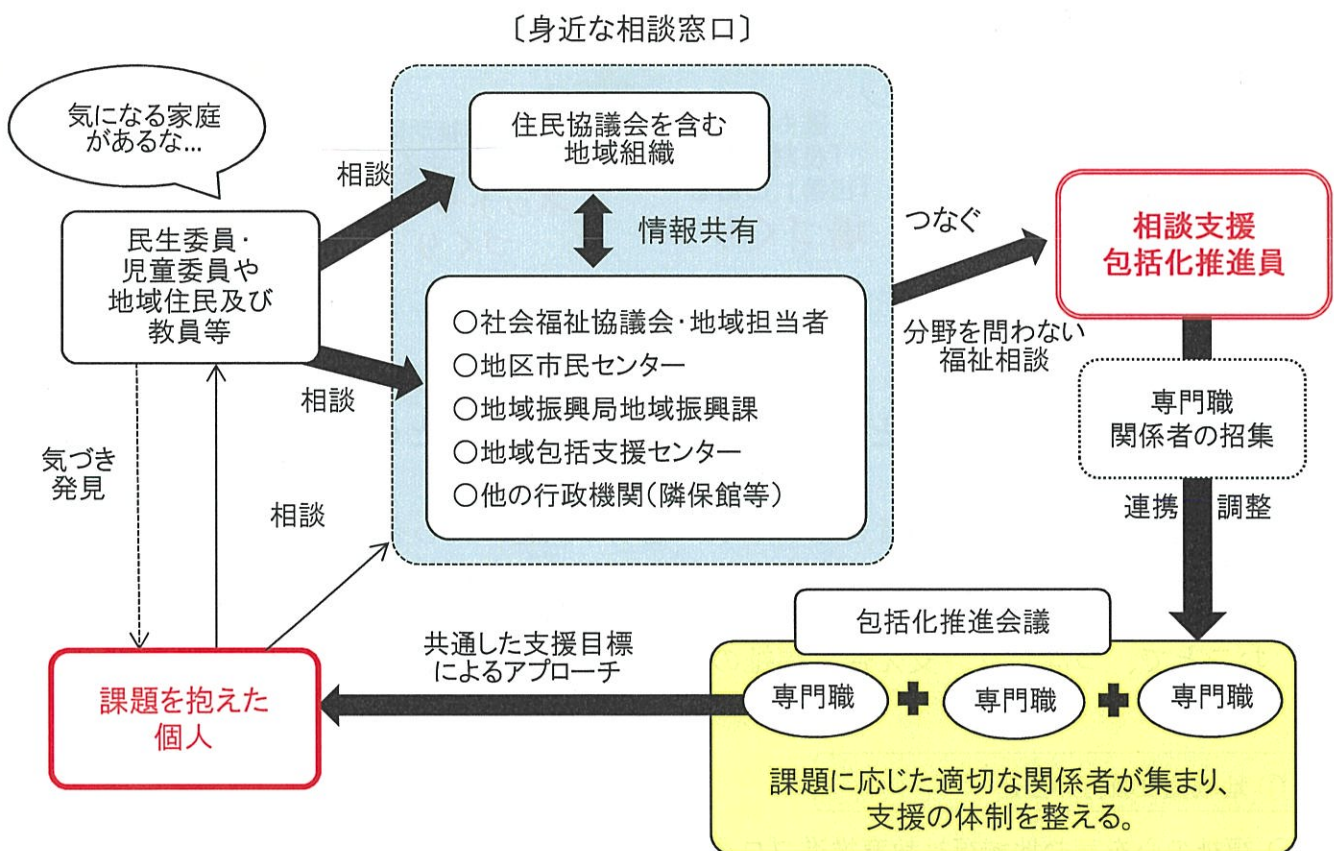 〔身近な相談窓口〕
気になる家庭
があるな...
住民協議会を含む
地域組織
相談
情報共有
つなぐ
相談支援
包括化推進員
民生委員・
児童委員や
地域住民及び
教員等
○社会福祉協議会・地域担当者
○地区市民センター
○地域振興局地域振興課
○地域包括支援センター
○他の行政機関(隣保館等)
分野を問わない
福祉相談
相談
専門職
関係者の招集
気づき
発見
相談
連携
調整
包括化推進会議
共通した支援目標
によるアプローチ
専門職
専門職
専門職
課題を抱えた
個人
課題に応じた適切な関係者が集まり、
支援の体制を整える。